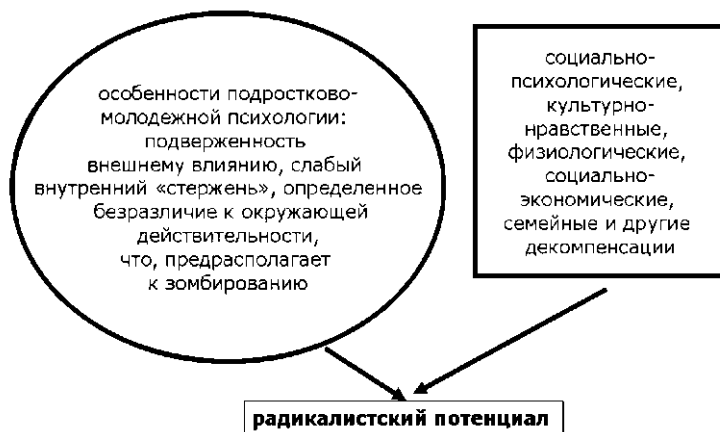 особенности подростково-
молодежной психологии:
подверженность
внешнему влиянию, слабый
внутренний «стержень», определенное
безразличие к окружающей
действительности,
что, предрасполагает
к зомбированию
социально-
психологические,
культурно-
нравственные,
физиологические,
социально-
экономические,
семейные и другие
декомпенсации
радикалистский потенциал